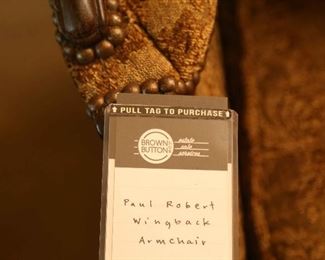 PULL TAG TO PURCHASE
BROWN
BUTTON
estate
sale
services
Paul Robert
Wingback
Armchair